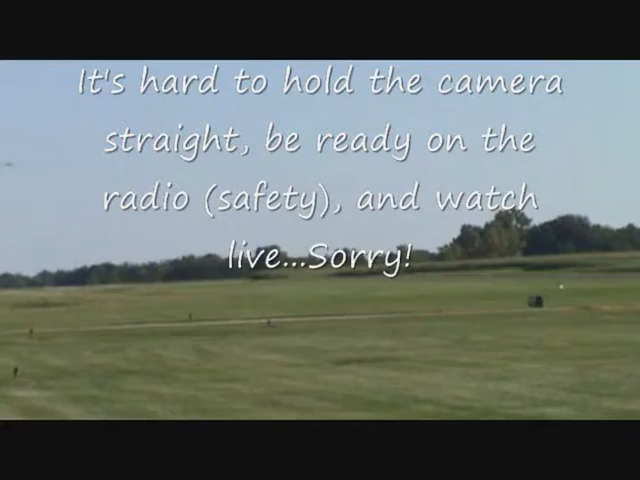 It's hard to hold the camera
straight, be ready on the
radio (safety), and watch
live...Sorry!